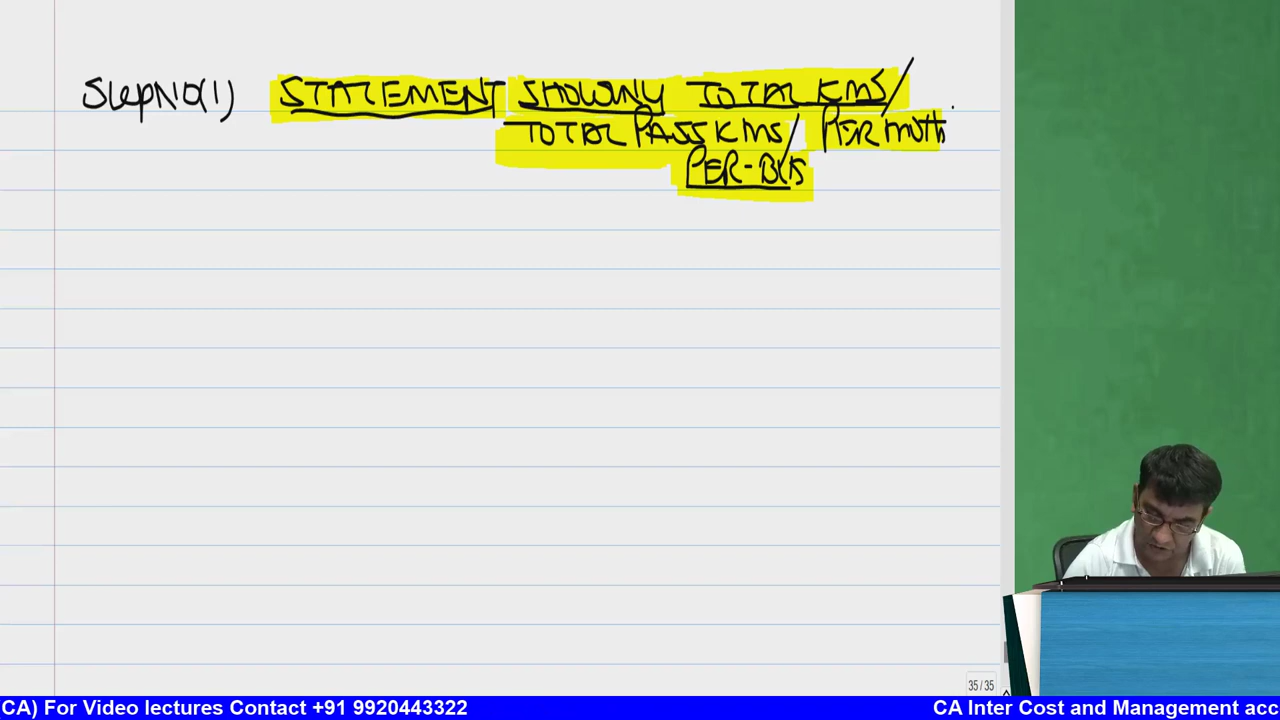 Step No (1) STATEMENT SHOWING TOTAL KMS/
TOTAL PASS KMS/ PER MOTH
PER-BUS
35 / 35
CA) For Video lectures Contact +91 9920443322
CA Inter Cost and Management acc